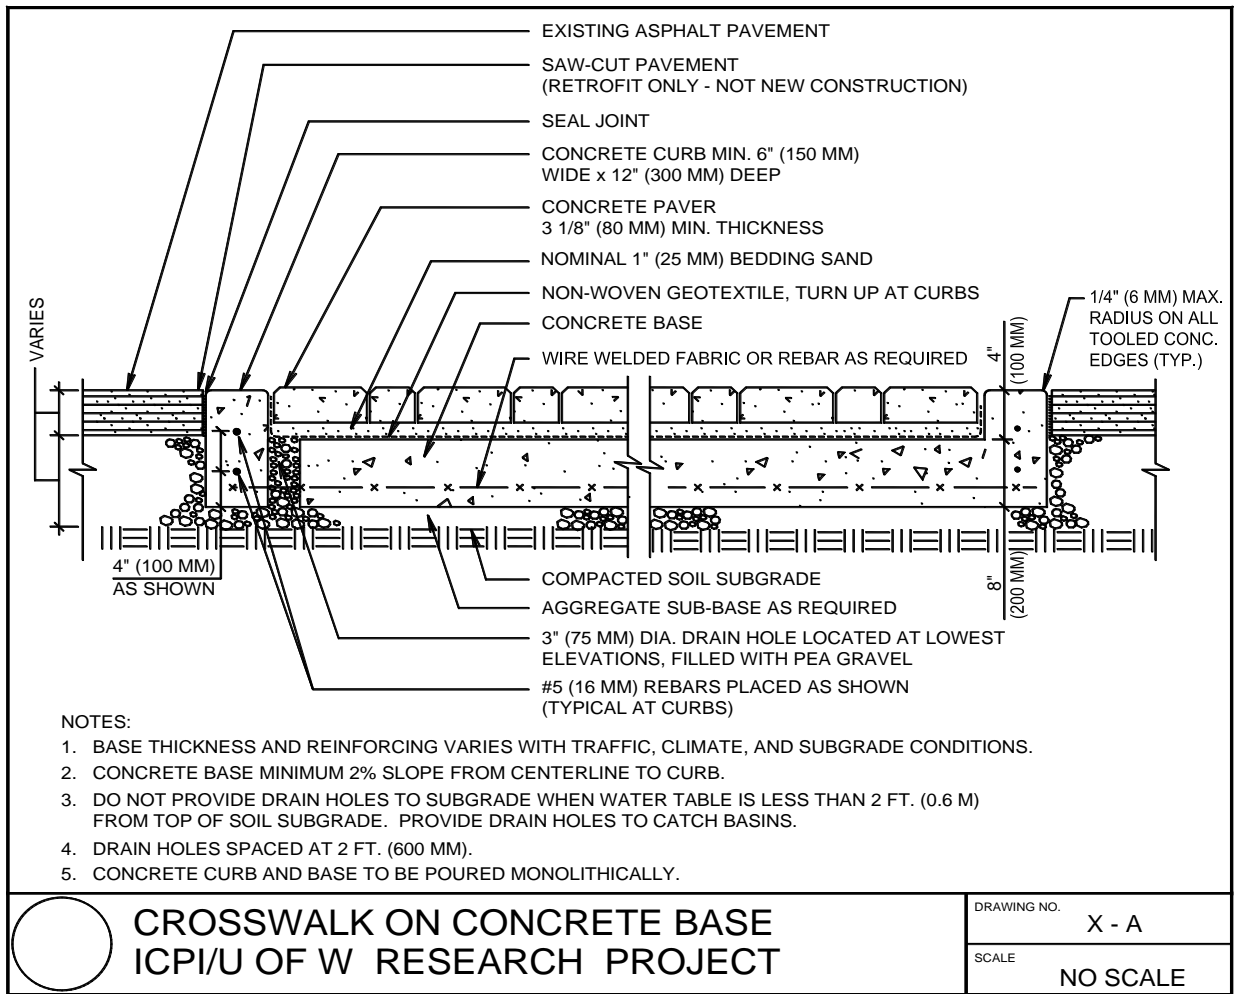 EXISTING ASPHALT PAVEMENT
SAW-CUT PAVEMENT
(RETROFIT ONLY - NOT NEW CONSTRUCTION)
SEAL JOINT
CONCRETE CURB MIN. 6" (150 MM)
WIDE x 12" (300 MM) DEEP
CONCRETE PAVER
3 1/8" (80 MM) MIN. THICKNESS
NOMINAL 1" (25 MM) BEDDING SAND
NON-WOVEN GEOTEXTILE, TURN UP AT CURBS
CONCRETE BASE
WIRE WELDED FABRIC OR REBAR AS REQUIRED
1/4" (6 MM) MAX.
RADIUS ON ALL
TOOLED CONC.
EDGES (TYP.)
VARIES
4"
(100 MM)
4" (100 MM)
AS SHOWN
8"
(200 MM)
COMPACTED SOIL SUBGRADE
AGGREGATE SUB-BASE AS REQUIRED
3" (75 MM) DIA. DRAIN HOLE LOCATED AT LOWEST
ELEVATIONS, FILLED WITH PEA GRAVEL
#5 (16 MM) REBARS PLACED AS SHOWN
(TYPICAL AT CURBS)
NOTES:
1. BASE THICKNESS AND REINFORCING VARIES WITH TRAFFIC, CLIMATE, AND SUBGRADE CONDITIONS.
2. CONCRETE BASE MINIMUM 2% SLOPE FROM CENTERLINE TO CURB.
3. DO NOT PROVIDE DRAIN HOLES TO SUBGRADE WHEN WATER TABLE IS LESS THAN 2 FT. (0.6 M)
FROM TOP OF SOIL SUBGRADE. PROVIDE DRAIN HOLES TO CATCH BASINS.
4. DRAIN HOLES SPACED AT 2 FT. (600 MM).
5. CONCRETE CURB AND BASE TO BE POURED MONOLITHICALLY.
CROSSWALK ON CONCRETE BASE
ICPI/U OF W RESEARCH PROJECT
DRAWING NO.
X - A
SCALE
NO SCALE